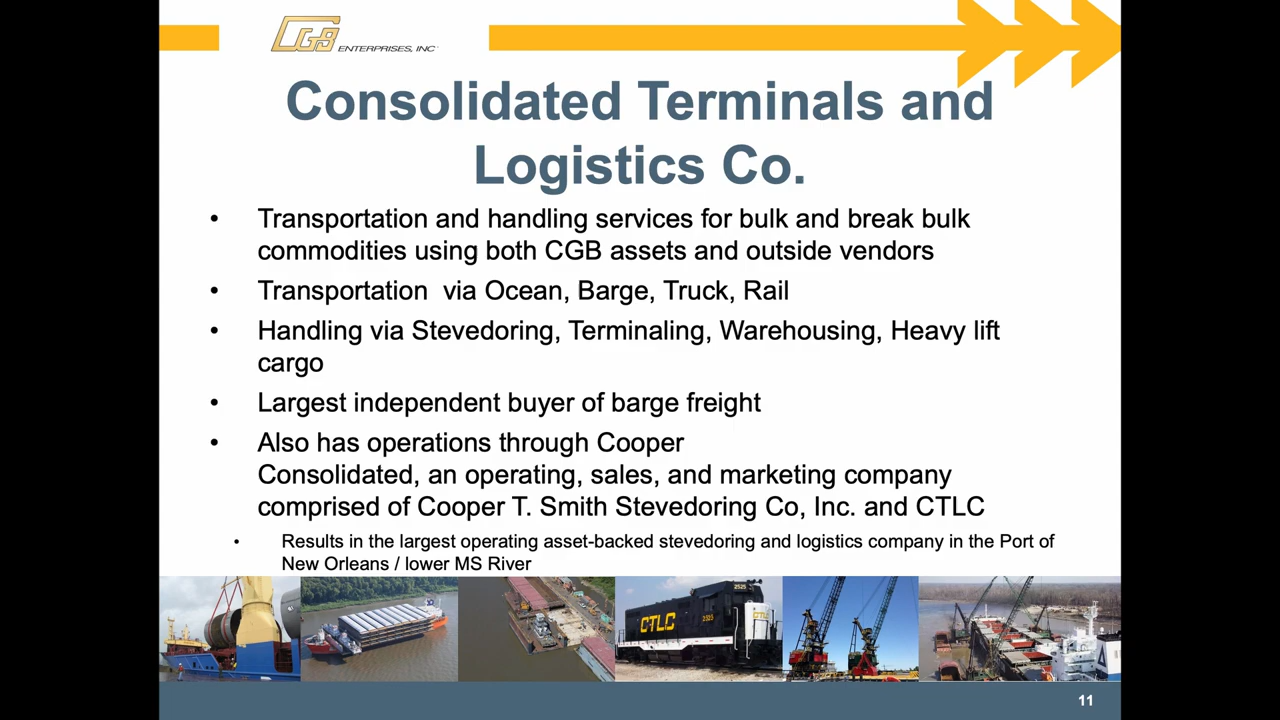 CGB ENTERPRISES, INC
Consolidated Terminals and
Logistics Co.
• Transportation and handling services for bulk and break bulk
commodities using both CGB assets and outside vendors
• Transportation via Ocean, Barge, Truck, Rail
• Handling via Stevedoring, Terminaling, Warehousing, Heavy lift
cargo
• Largest independent buyer of barge freight
• Also has operations through Cooper
Consolidated, an operating, sales, and marketing company
comprised of Cooper T. Smith Stevedoring Co, Inc. and CTLC
• Results in the largest operating asset-backed stevedoring and logistics company in the Port of
New Orleans / lower MS River
2525
CTLC
2525
CTLC
11